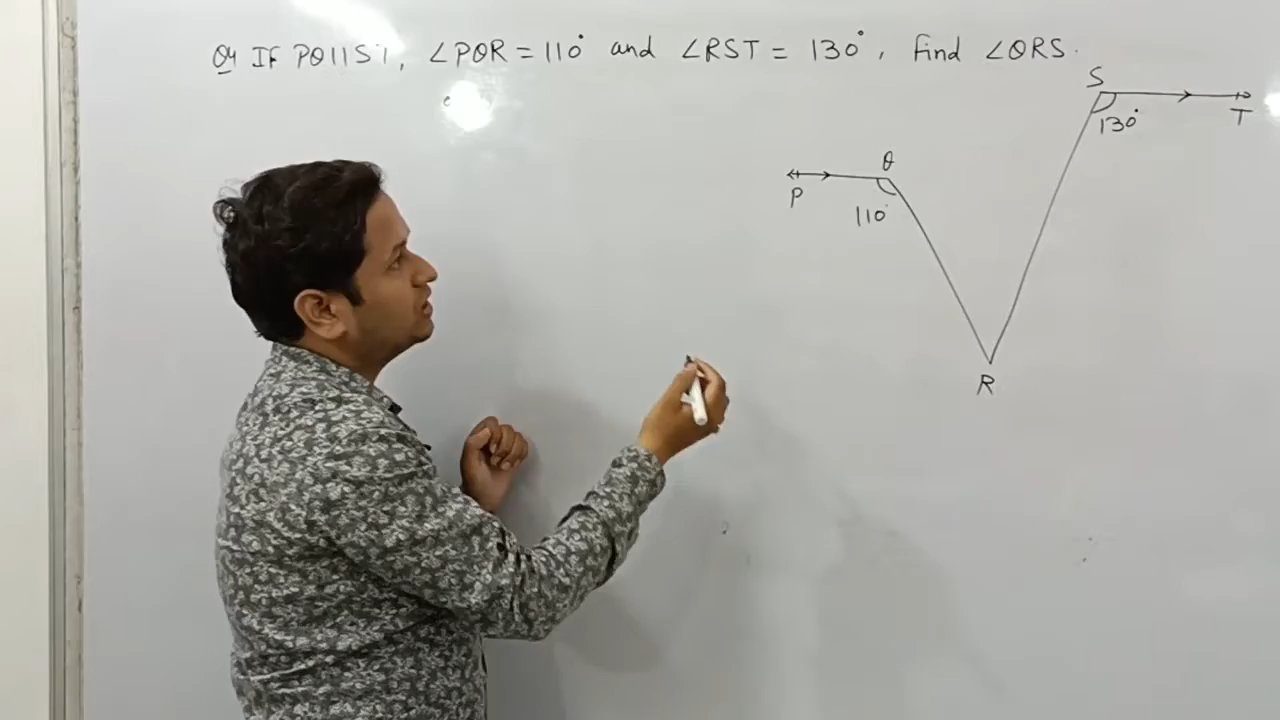 Q4 If PQ||ST, ∠PQR = 110° and ∠RST = 130°, find ∠QRS.
S
130°
T
Q
P
110°
R